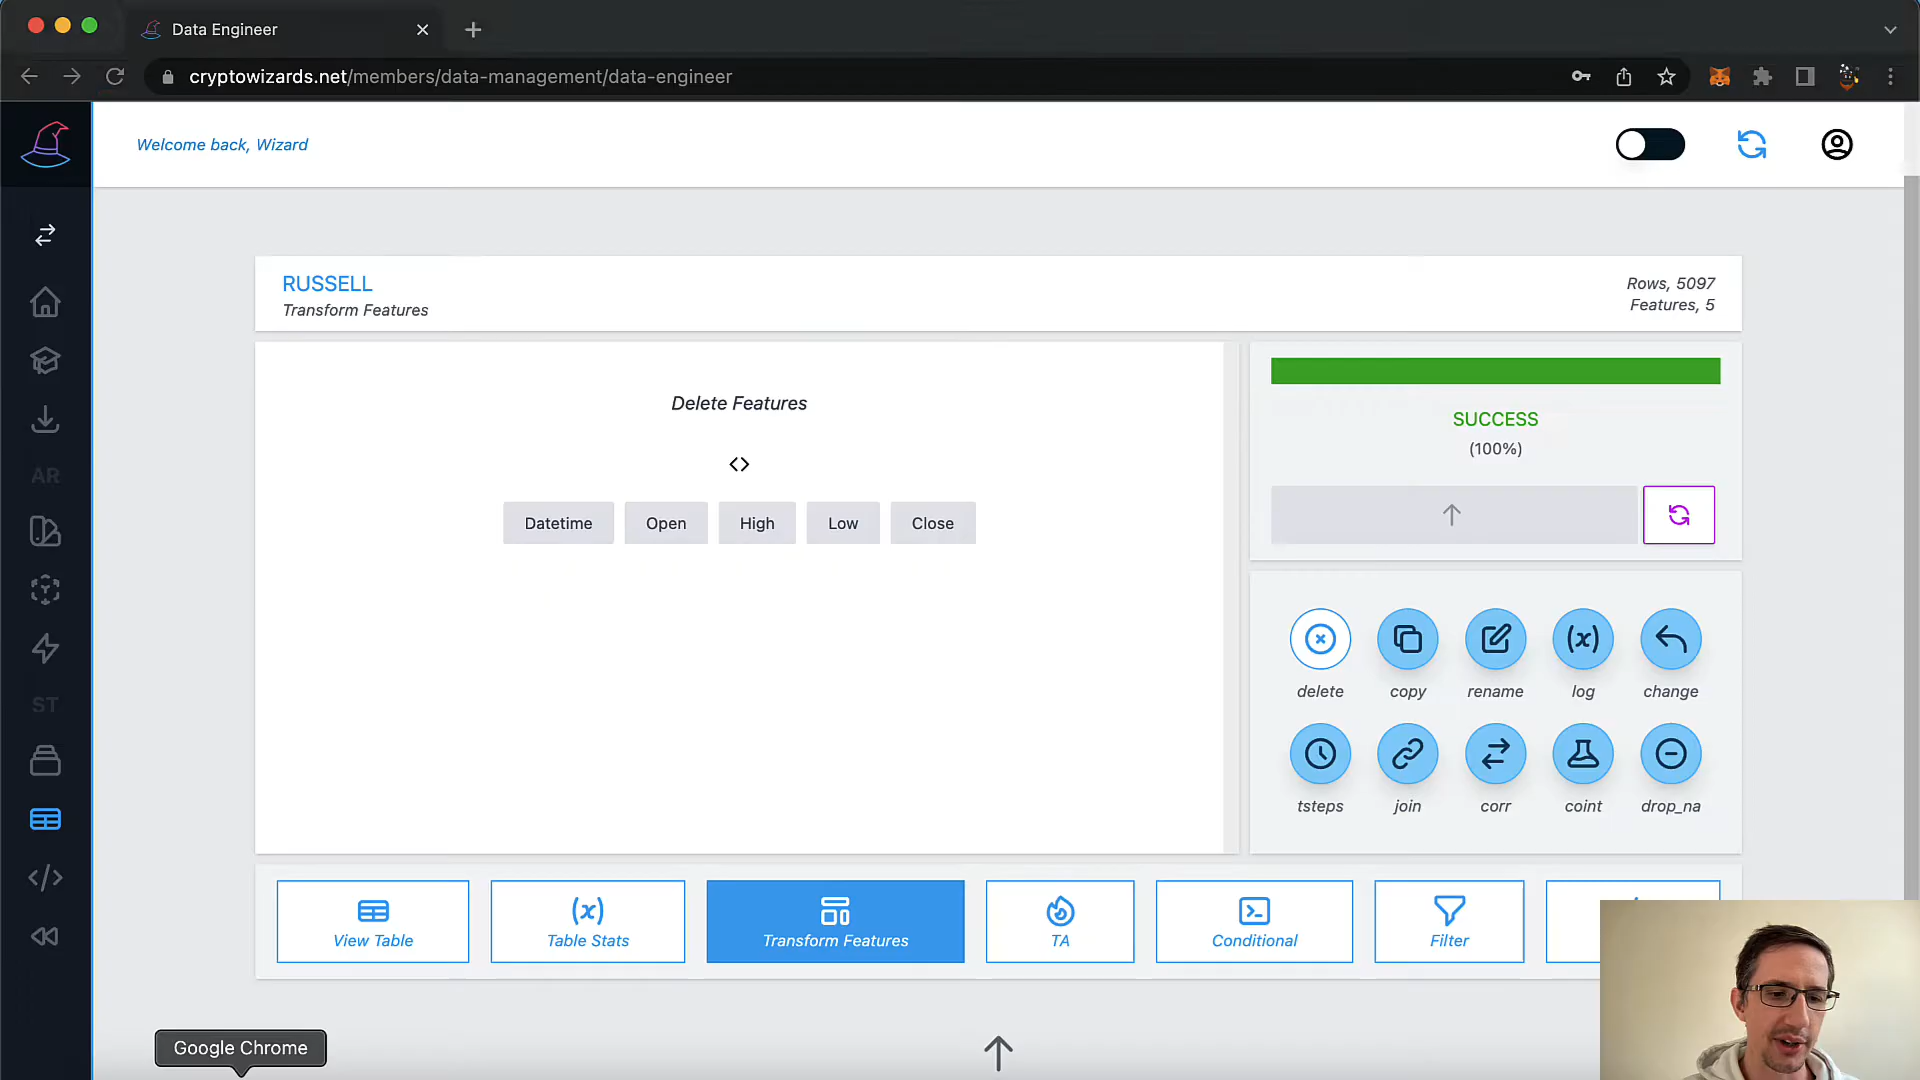 Data Engineer
cryptowizards.net/members/data-management/data-engineer
Welcome back, Wizard
RUSSELL
Transform Features
Rows, 5097
Features, 5
Delete Features
Datetime
Open
High
Low
Close
SUCCESS
(100%)
delete
copy
rename
log
change
tsteps
join
corr
coint
drop_na
AR
ST
View Table
Table Stats
Transform Features
TA
Conditional
Filter
Google Chrome